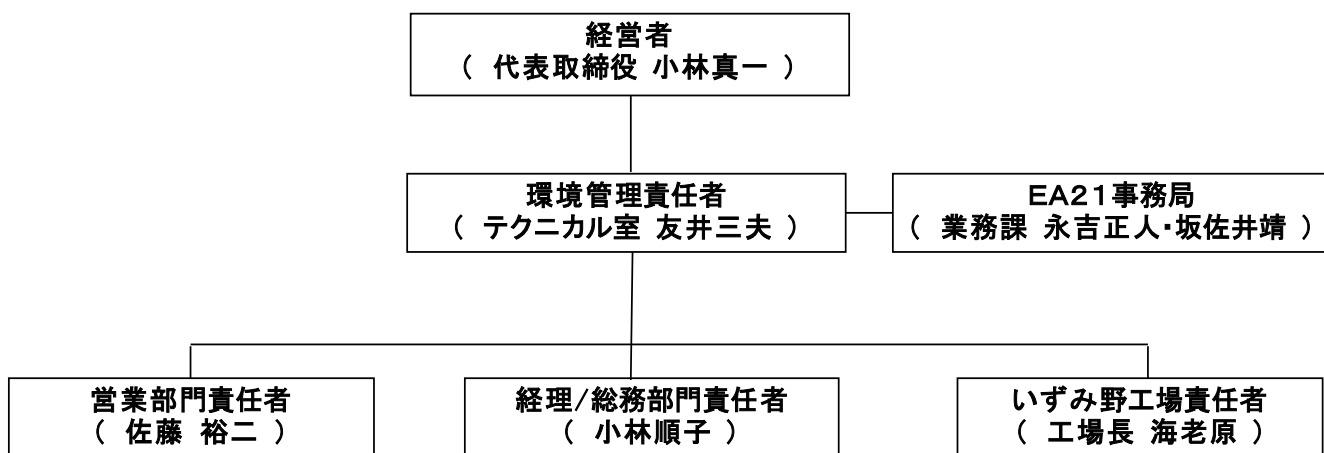 経営者
（ 代表取締役 小林真一 ）
環境管理責任者
（ テクニカル室 友井三夫 ）
EA21事務局
（ 業務課 永吉正人・坂佐井靖 ）
営業部門責任者
（ 佐藤 裕二 ）
経理/総務部門責任者
（ 小林順子 ）
いずみ野工場責任者
（ 工場長 海老原 ）